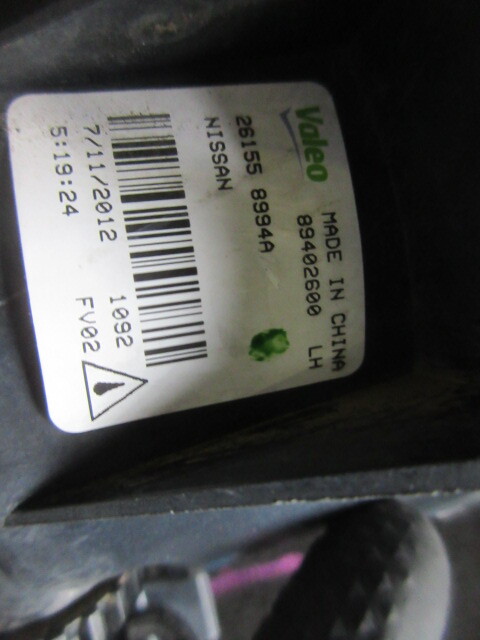 Valeo
MADE IN CHINA
89402600 LH
26155 8994A
NISSAN
7/11/2012 1092
5:19:24 FV02